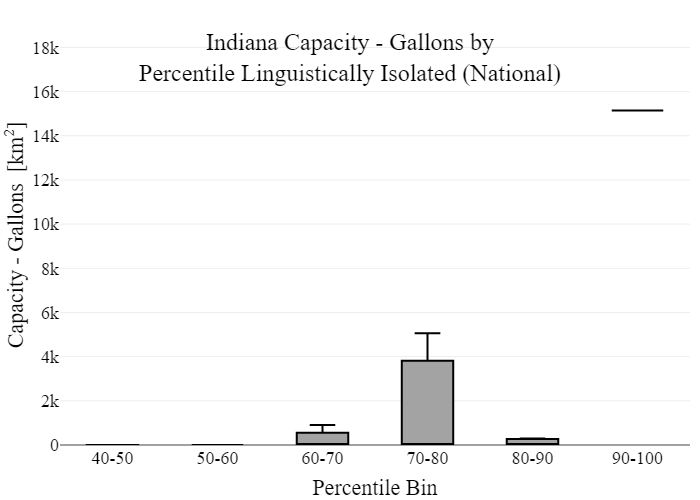 Indiana Capacity - Gallons by
Percentile Linguistically Isolated (National)
18k
16k
14k
12k
10k
8k
6k
4k
2k
0
Capacity - Gallons [km²]
40-50
50-60
60-70
70-80
80-90
90-100
Percentile Bin